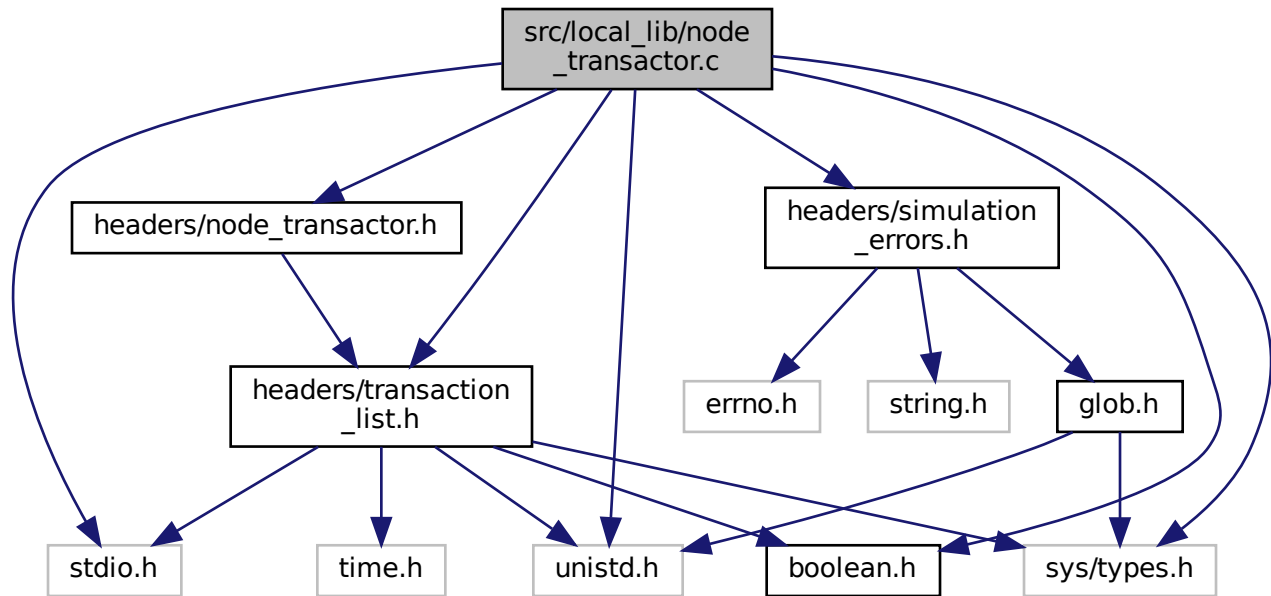 src/local_lib/node
_transactor.c
headers/node_transactor.h
headers/simulation
_errors.h
headers/transaction
_list.h
errno.h
string.h
glob.h
stdio.h
time.h
unistd.h
boolean.h
sys/types.h